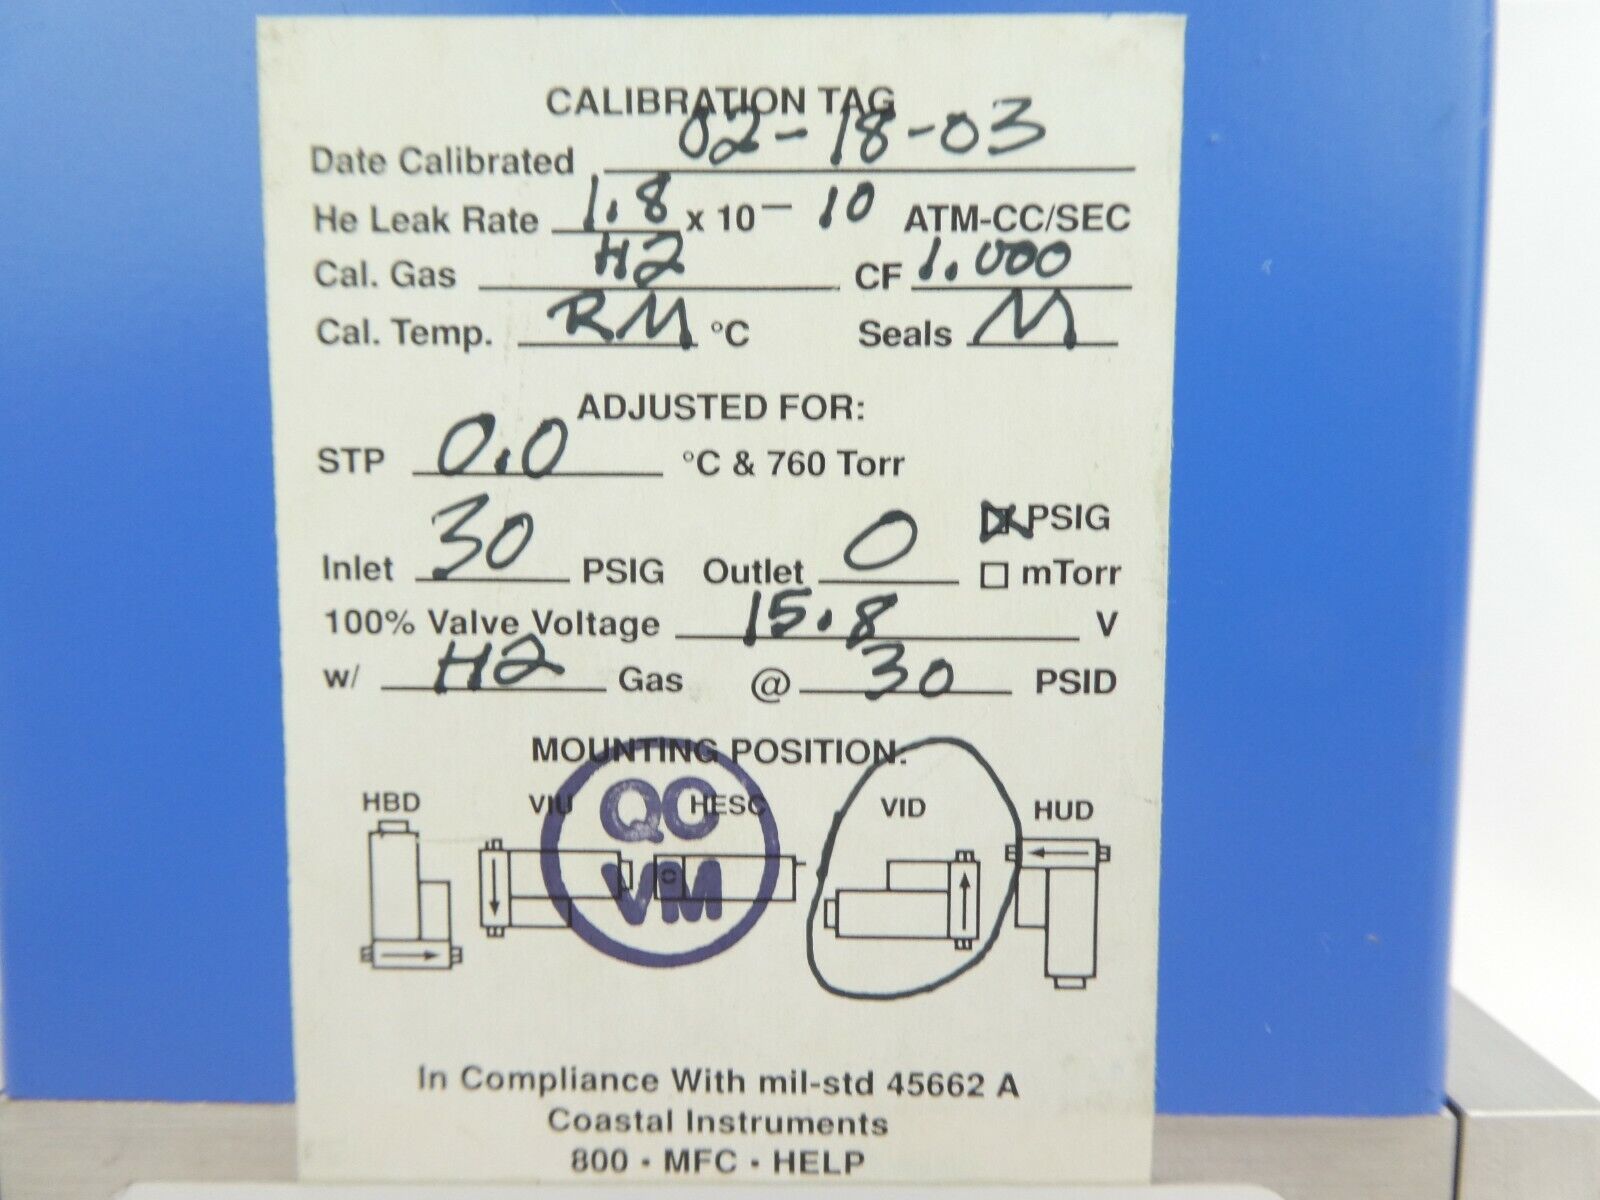 CALIBRATION TAG
Date Calibrated 02-18-03
He Leak Rate 1.8 x 10 - 10 ATM-CC/SEC
Cal. Gas H2 CF 1.000
Cal. Temp. RM °C Seals M
ADJUSTED FOR:
STP 0.0 °C & 760 Torr
PSIG
Inlet 30 PSIG Outlet 0 mTorr
100% Valve Voltage 15.8 V
w/ H2 Gas @ 30 PSID
MOUNTING POSITION:
HBD VIU HESC VID HUD
QC
VM
In Compliance With mil-std 45662 A
Coastal Instruments
800 · MFC · HELP